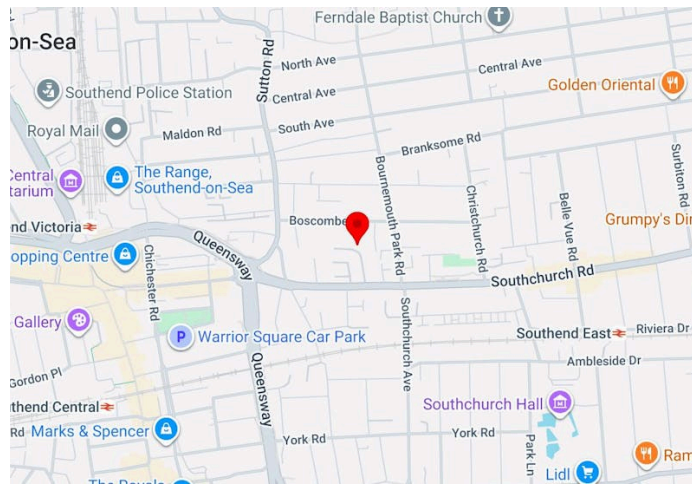 on-Sea
Ferndale Baptist Church
Sutton Rd
North Ave
Central Ave
Golden Oriental
Southend Police Station
Central Ave
Royal Mail
Maldon Rd
South Ave
Branksome Rd
Bournemouth Park Rd
Christchurch Rd
Surbiton Rd
Central
tarium
The Range,
Southend-on-Sea
Belle Vue Rd
Boscombe
Grumpy's Di
nd Victoria
Queensway
opping Centre
Chichester Rd
Southchurch Rd
Gallery
P
Warrior Square Car Park
Southchurch Ave
Southend East
Riviera Dr
Queensway
Ambleside Dr
Gordon Pl
thend Central
Southchurch Hall
Rd
Marks & Spencer
York Rd
York Rd
Park Ln
Ram
Lidl
The Royals